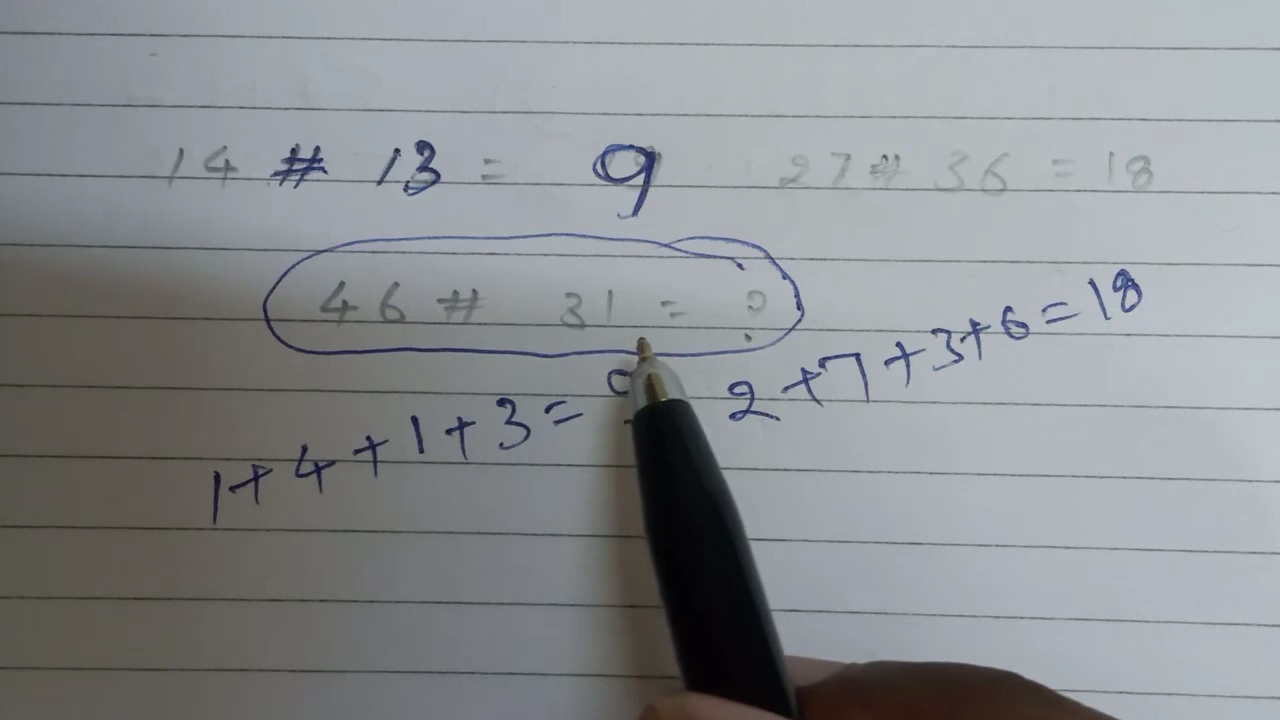 14 # 13 = 9 27 # 36 = 18
46 # 31 = ?
1+4+1+3= 2+7+3+6=18